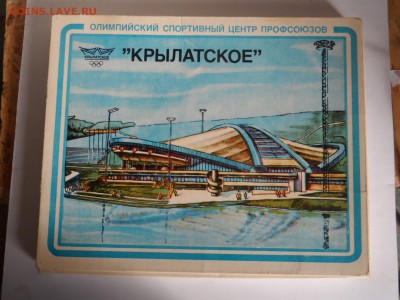 COINS.LAVE.RU
ОЛИМПИЙСКИЙ СПОРТИВНЫЙ ЦЕНТР ПРОФСОЮЗОВ
"КРЫЛАТСКОЕ"